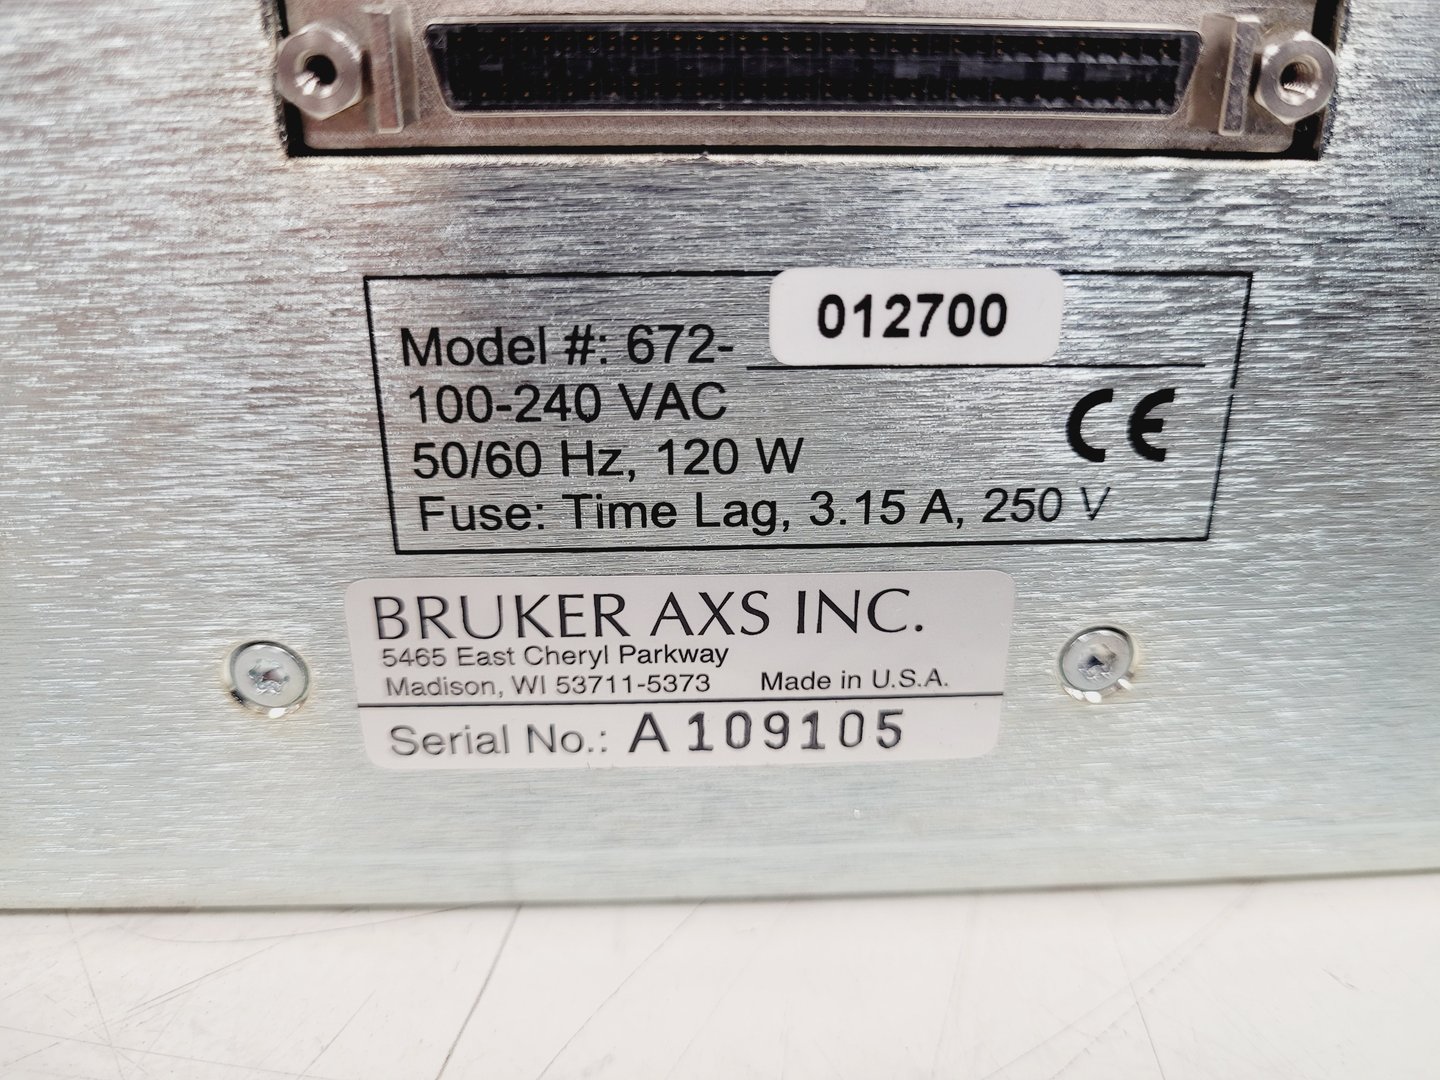 Model #: 672- 012700
100-240 VAC
50/60 Hz, 120 W
CE
Fuse: Time Lag, 3.15 A, 250 V
BRUKER AXS INC.
5465 East Cheryl Parkway
Madison, WI 53711-5373 Made in U.S.A.
Serial No.: A109105